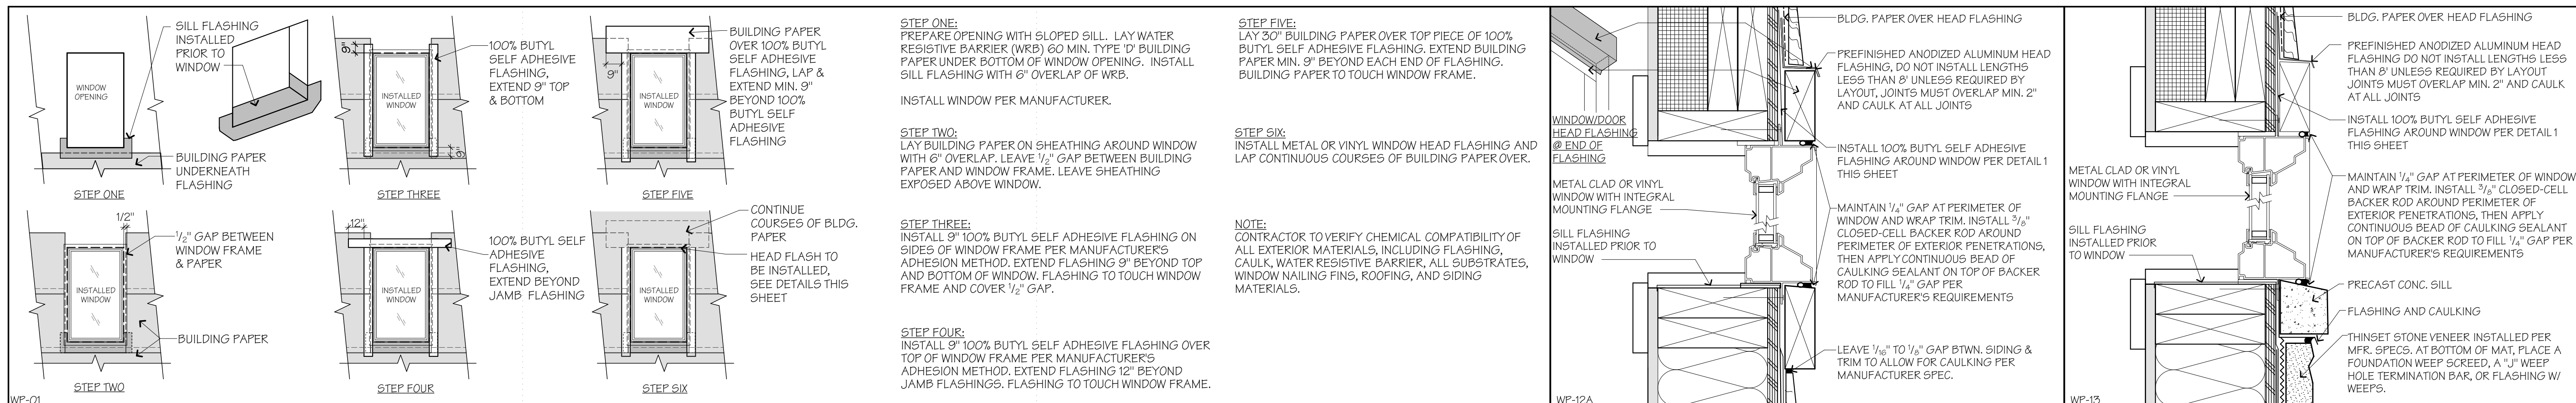 SILL FLASHING
INSTALLED
PRIOR TO
WINDOW
WINDOW
OPENING
BUILDING PAPER
UNDERNEATH
FLASHING
STEP ONE
9"
INSTALLED
WINDOW
9"
100% BUTYL
SELF ADHESIVE
FLASHING,
EXTEND 9" TOP
& BOTTOM
STEP THREE
9"
INSTALLED
WINDOW
BUILDING PAPER
OVER 100% BUTYL
SELF ADHESIVE
FLASHING, LAP &
EXTEND MIN. 9"
BEYOND 100%
BUTYL SELF
ADHESIVE
FLASHING
STEP FIVE
1/2"
INSTALLED
WINDOW
1/2" GAP BETWEEN
WINDOW FRAME
& PAPER
BUILDING PAPER
STEP TWO
12"
INSTALLED
WINDOW
100% BUTYL SELF
ADHESIVE
FLASHING,
EXTEND BEYOND
JAMB FLASHING
STEP FOUR
INSTALLED
WINDOW
CONTINUE
COURSES OF BLDG.
PAPER
HEAD FLASH TO
BE INSTALLED,
SEE DETAILS THIS
SHEET
STEP SIX
WP-01
STEP ONE:
PREPARE OPENING WITH SLOPED SILL. LAY WATER
RESISTIVE BARRIER (WRB) 60 MIN. TYPE 'D' BUILDING
PAPER UNDER BOTTOM OF WINDOW OPENING. INSTALL
SILL FLASHING WITH 6" OVERLAP OF WRB.
INSTALL WINDOW PER MANUFACTURER.
STEP TWO:
LAY BUILDING PAPER ON SHEATHING AROUND WINDOW
WITH 6" OVERLAP. LEAVE 1/2" GAP BETWEEN BUILDING
PAPER AND WINDOW FRAME. LEAVE SHEATHING
EXPOSED ABOVE WINDOW.
STEP THREE:
INSTALL 9" 100% BUTYL SELF ADHESIVE FLASHING ON
SIDES OF WINDOW FRAME PER MANUFACTURER'S
ADHESION METHOD. EXTEND FLASHING 9" BEYOND TOP
AND BOTTOM OF WINDOW. FLASHING TO TOUCH WINDOW
FRAME AND COVER 1/2" GAP.
STEP FOUR:
INSTALL 9" 100% BUTYL SELF ADHESIVE FLASHING OVER
TOP OF WINDOW FRAME PER MANUFACTURER'S
ADHESION METHOD. EXTEND FLASHING 12" BEYOND
JAMB FLASHINGS. FLASHING TO TOUCH WINDOW FRAME.
STEP FIVE:
LAY 30" BUILDING PAPER OVER TOP PIECE OF 100%
BUTYL SELF ADHESIVE FLASHING. EXTEND BUILDING
PAPER MIN. 9" BEYOND EACH END OF FLASHING.
BUILDING PAPER TO TOUCH WINDOW FRAME.
STEP SIX:
INSTALL METAL OR VINYL WINDOW HEAD FLASHING AND
LAP CONTINUOUS COURSES OF BUILDING PAPER OVER.
NOTE:
CONTRACTOR TO VERIFY CHEMICAL COMPATIBILITY OF
ALL EXTERIOR MATERIALS, INCLUDING FLASHING,
CAULK, WATER RESISTIVE BARRIER, ALL SUBSTRATES,
WINDOW NAILING FINS, ROOFING, AND SIDING
MATERIALS.
WINDOW/DOOR
HEAD FLASHING
@ END OF
FLASHING
METAL CLAD OR VINYL
WINDOW WITH INTEGRAL
MOUNTING FLANGE
SILL FLASHING
INSTALLED PRIOR TO
WINDOW
BLDG. PAPER OVER HEAD FLASHING
PREFINISHED ANODIZED ALUMINUM HEAD
FLASHING, DO NOT INSTALL LENGTHS
LESS THAN 8' UNLESS REQUIRED BY
LAYOUT, JOINTS MUST OVERLAP MIN. 2"
AND CAULK AT ALL JOINTS
INSTALL 100% BUTYL SELF ADHESIVE
FLASHING AROUND WINDOW PER DETAIL 1
THIS SHEET
MAINTAIN 1/4" GAP AT PERIMETER OF
WINDOW AND WRAP TRIM. INSTALL 3/8"
CLOSED-CELL BACKER ROD AROUND
PERIMETER OF EXTERIOR PENETRATIONS,
THEN APPLY CONTINUOUS BEAD OF
CAULKING SEALANT ON TOP OF BACKER
ROD TO FILL 1/4" GAP PER
MANUFACTURER'S REQUIREMENTS
LEAVE 1/16" TO 1/8" GAP BTWN. SIDING &
TRIM TO ALLOW FOR CAULKING PER
MANUFACTURER SPEC.
WP-12A
METAL CLAD OR VINYL
WINDOW WITH INTEGRAL
MOUNTING FLANGE
SILL FLASHING
INSTALLED PRIOR
TO WINDOW
BLDG. PAPER OVER HEAD FLASHING
PREFINISHED ANODIZED ALUMINUM HEAD
FLASHING DO NOT INSTALL LENGTHS LESS
THAN 8' UNLESS REQUIRED BY LAYOUT
JOINTS MUST OVERLAP MIN. 2" AND CAULK
AT ALL JOINTS
INSTALL 100% BUTYL SELF ADHESIVE
FLASHING AROUND WINDOW PER DETAIL 1
THIS SHEET
MAINTAIN 1/4" GAP AT PERIMETER OF WINDOW
AND WRAP TRIM. INSTALL 3/8" CLOSED-CELL
BACKER ROD AROUND PERIMETER OF
EXTERIOR PENETRATIONS, THEN APPLY
CONTINUOUS BEAD OF CAULKING SEALANT
ON TOP OF BACKER ROD TO FILL 1/4" GAP PER
MANUFACTURER'S REQUIREMENTS
PRECAST CONC. SILL
FLASHING AND CAULKING
THINSET STONE VENEER INSTALLED PER
MFR. SPECS. AT BOTTOM OF MAT, PLACE A
FOUNDATION WEEP SCREED, A "J" WEEP
HOLE TERMINATION BAR, OR FLASHING W/
WEEPS.
WP-13